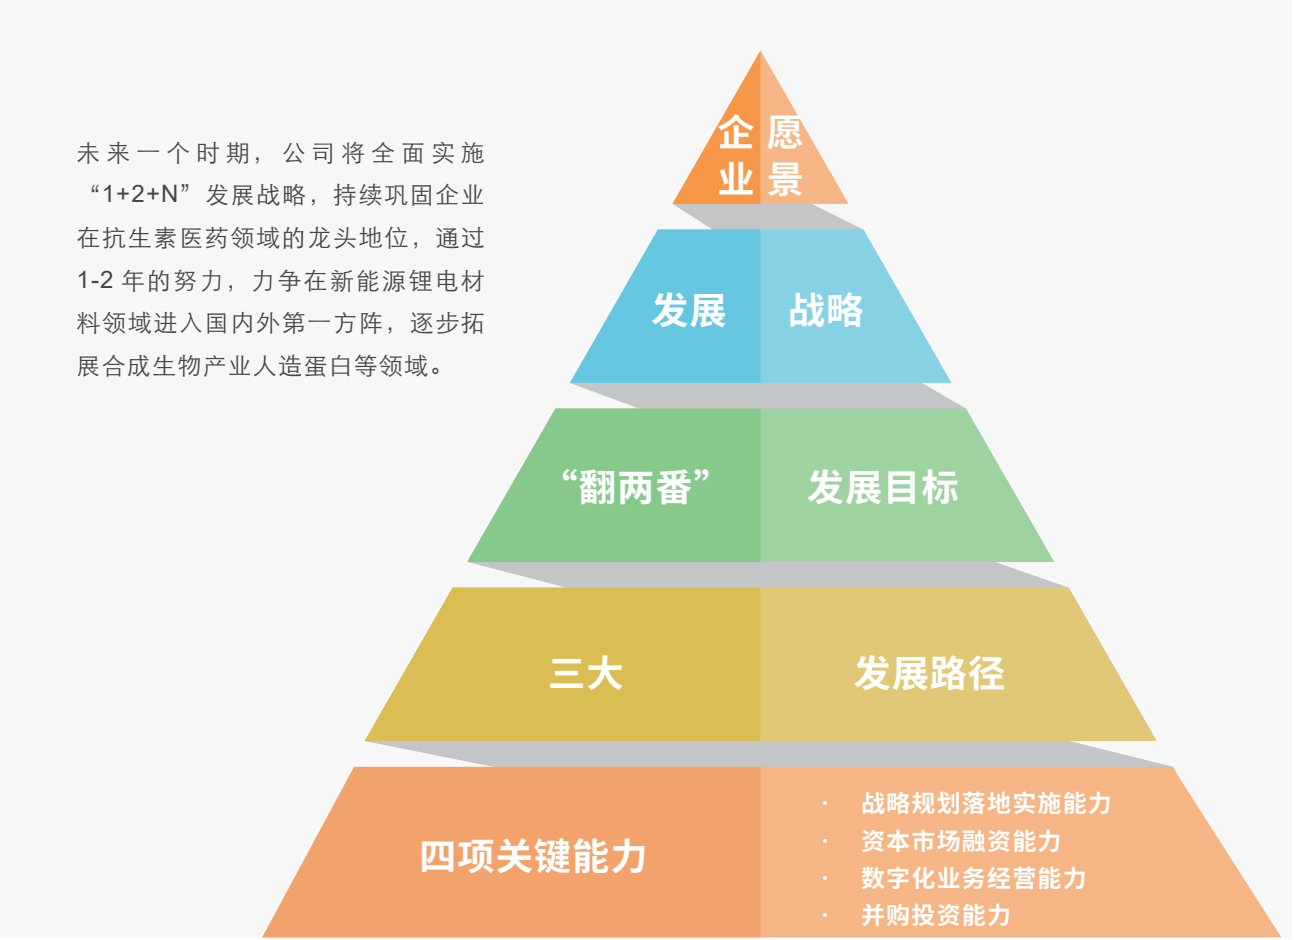 未来一个时期，公司将全面实施
“1+2+N”发展战略，持续巩固企业
在抗生素医药领域的龙头地位，通过
1-2 年的努力，力争在新能源锂电材
料领域进入国内外第一方阵，逐步拓
展合成生物产业人造蛋白等领域。
企 愿
业 景
发展 战略
“翻两番” 发展目标
三大 发展路径
四项关键能力
· 战略规划落地实施能力
· 资本市场融资能力
· 数字化业务经营能力
· 并购投资能力